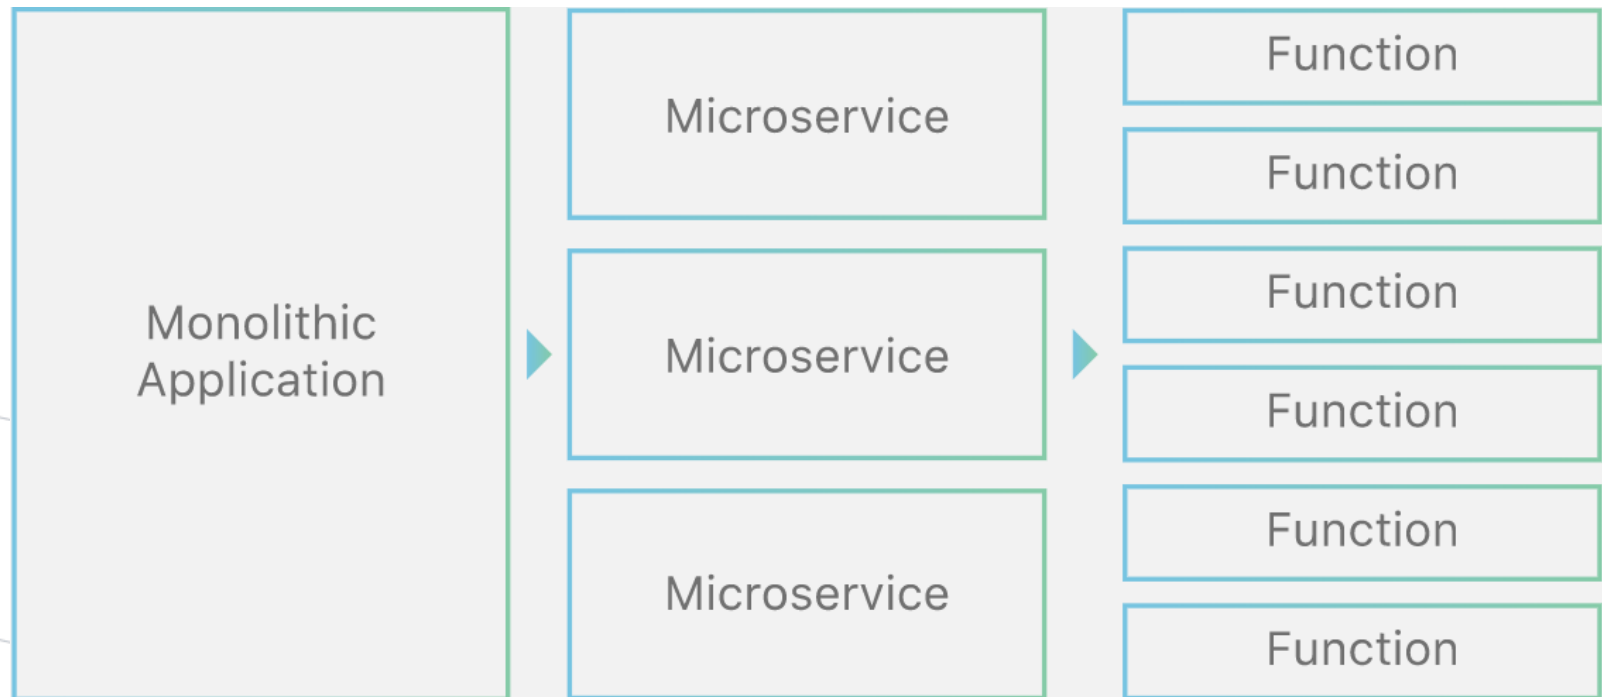 Monolithic
Application
Microservice
Microservice
Microservice
Function
Function
Function
Function
Function
Function